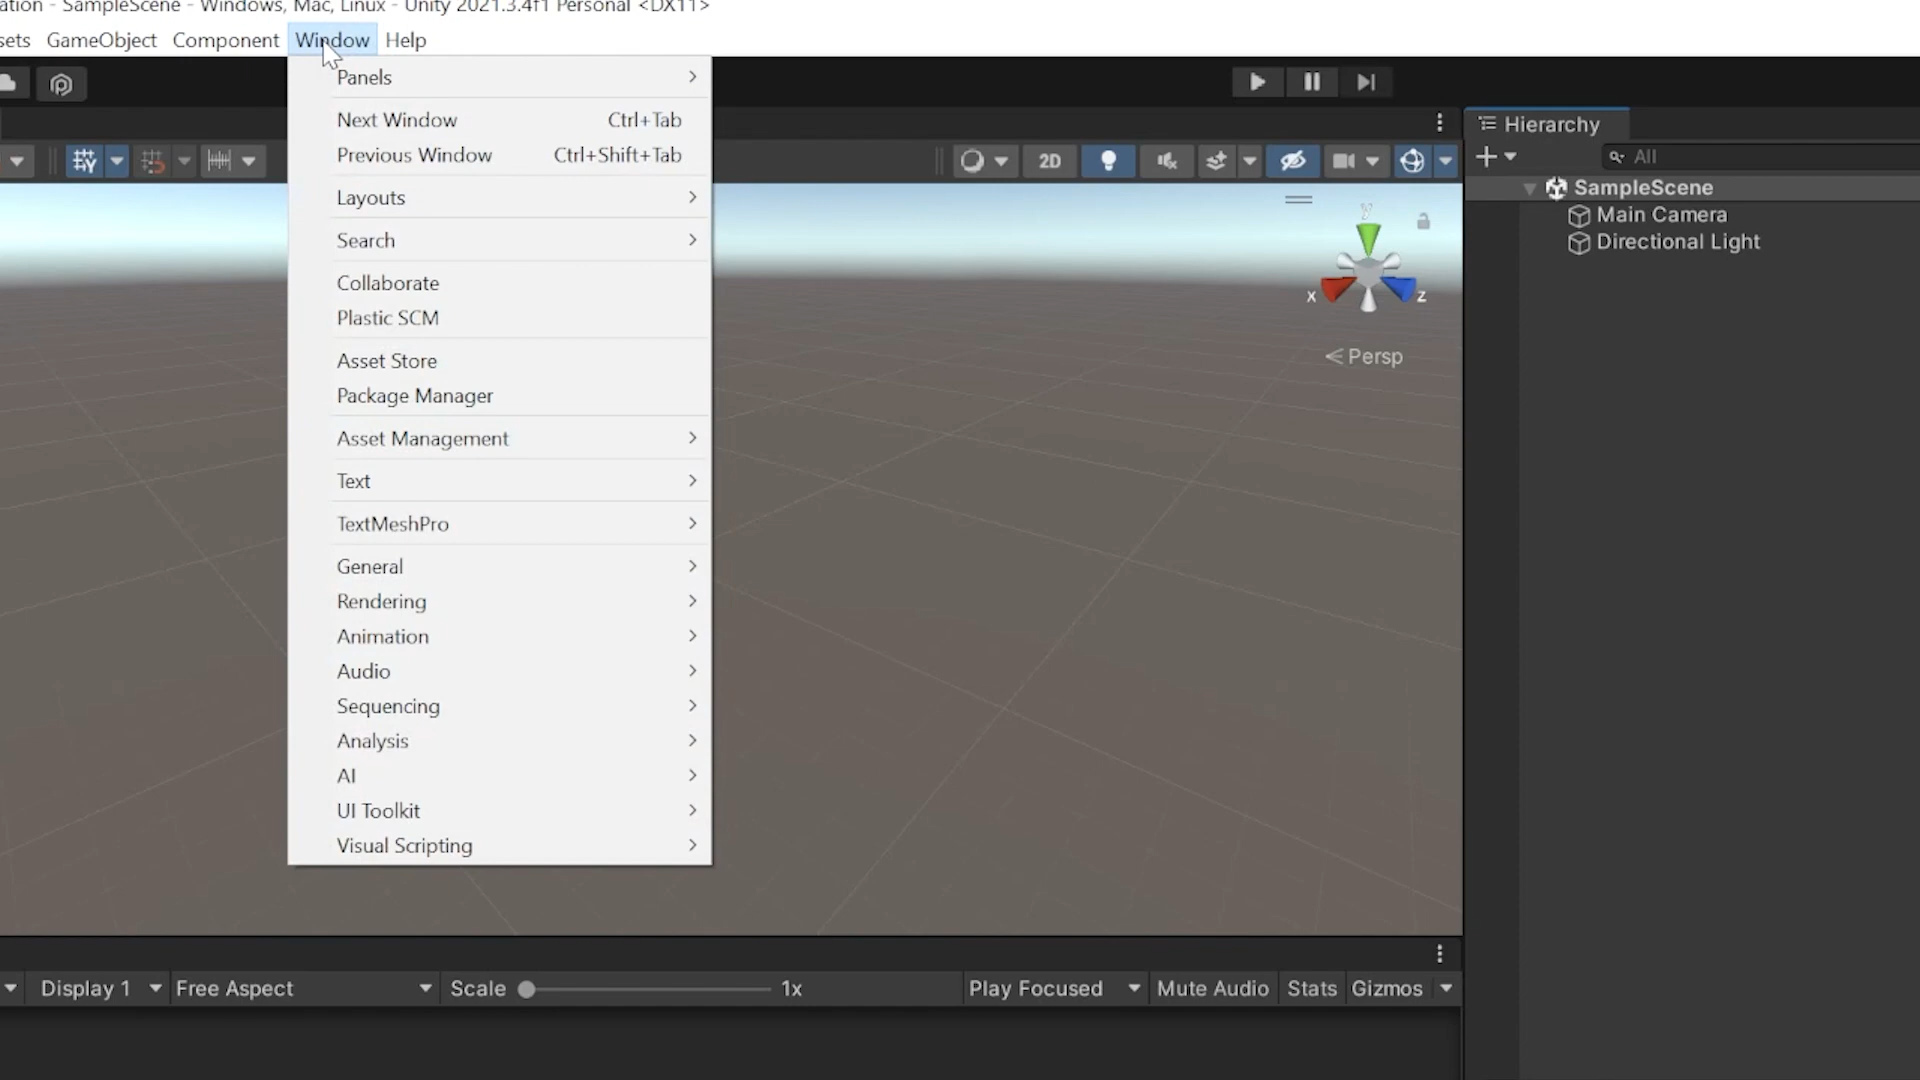 ation - SampleScene - Windows, Mac, Linux - Unity 2021.3.4f1 Personal <DX11>
sets GameObject Component Window Help
Panels
Next Window Ctrl+Tab
Previous Window Ctrl+Shift+Tab
Layouts
Search
Collaborate
Plastic SCM
Asset Store
Package Manager
Asset Management
Text
TextMeshPro
General
Rendering
Animation
Audio
Sequencing
Analysis
AI
UI Toolkit
Visual Scripting
2D
y
x z
Persp
Hierarchy
All
SampleScene
Main Camera
Directional Light
Display 1 Free Aspect Scale 1x Play Focused Mute Audio Stats Gizmos